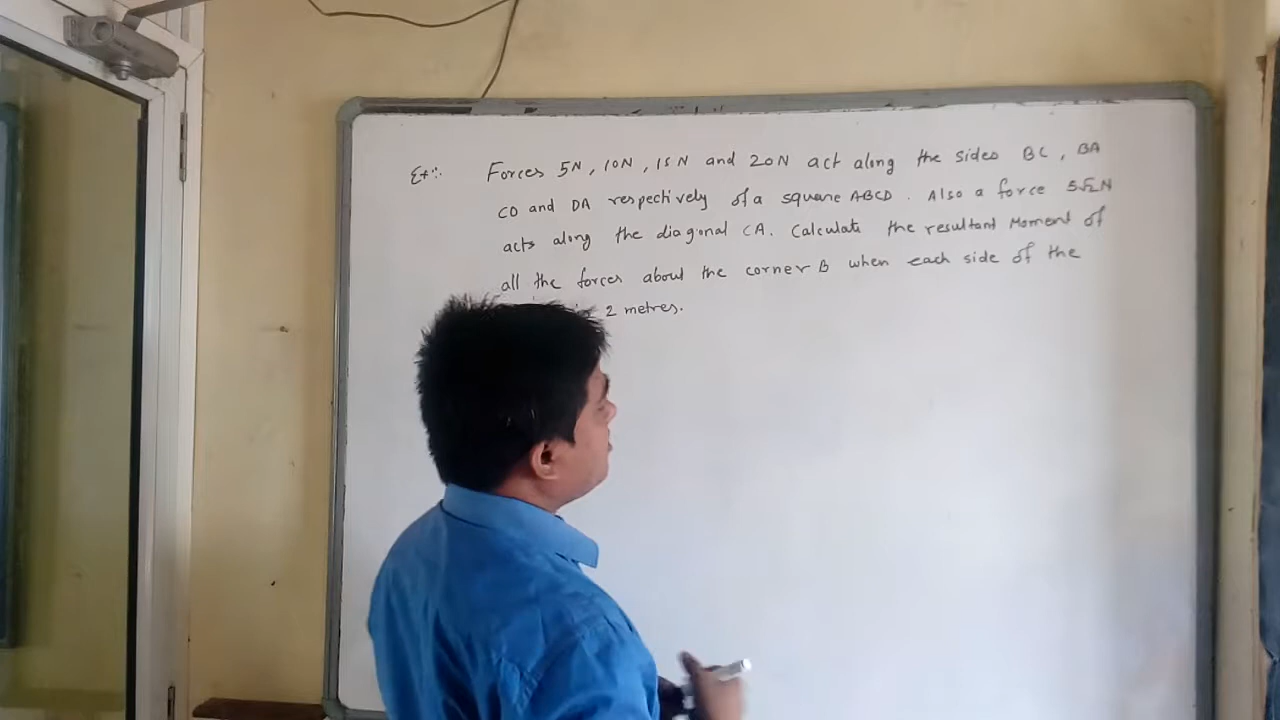 Ex:- Forces 5N, 10N, 15N and 20N act along the sides BC, BA
CD and DA respectively of a square ABCD. Also a force 5√2N
acts along the diagonal CA. Calculate the resultant Moment of
all the forces about the corner B when each side of the
2 metres.